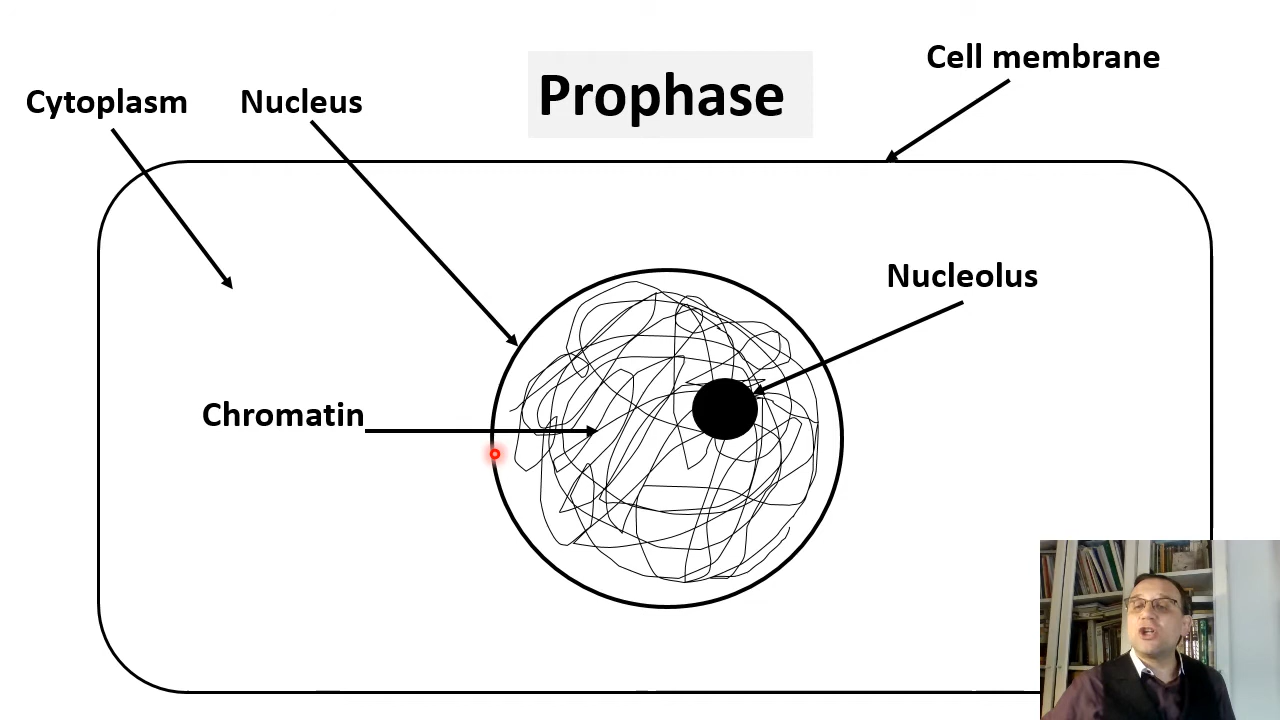 Prophase
Cell membrane
Cytoplasm
Nucleus
Nucleolus
Chromatin